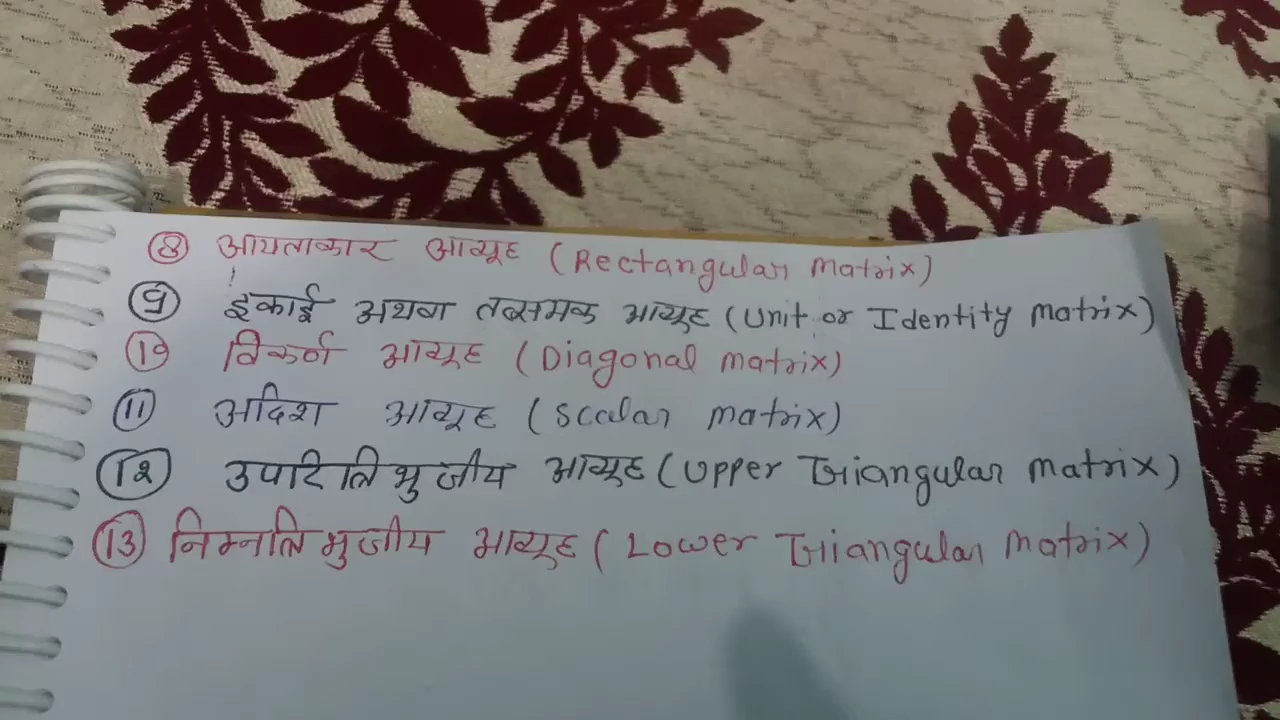 ⑧ आयताकार आव्यूह (Rectangular matrix)
⑨ इकाई अथवा तत्समक आव्यूह (Unit or Identity matrix)
⑩ विकर्ण आव्यूह (Diagonal matrix)
⑪ अदिश आव्यूह (Scalar matrix)
⑫ उपरित्रिभुजीय आव्यूह (Upper Triangular matrix)
⑬ निम्नत्रिभुजीय आव्यूह (Lower Triangular matrix)